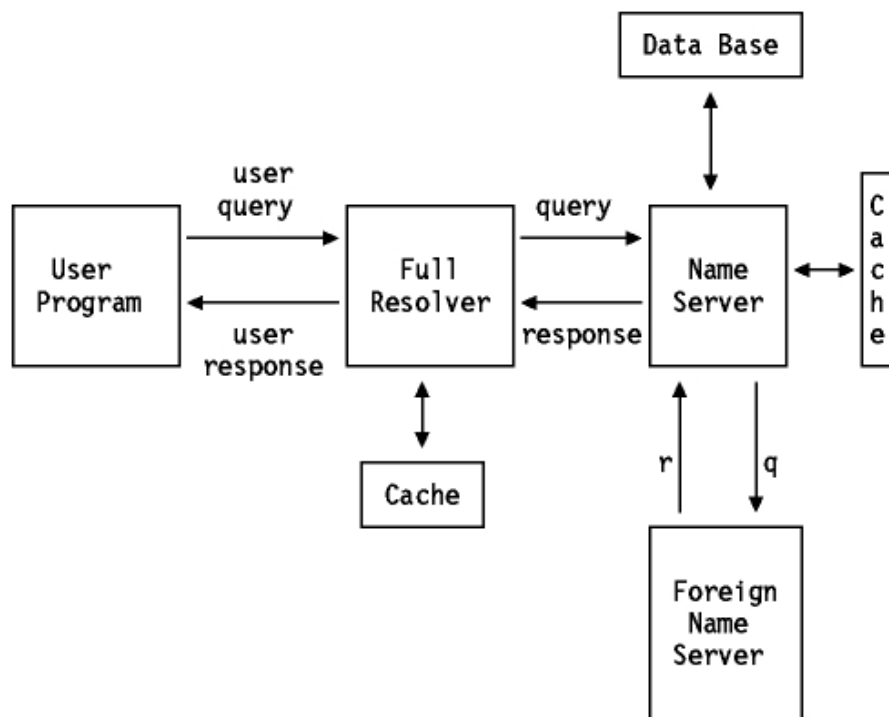 Data Base
user
query
query
User
Program
Full
Resolver
Name
Server
C
a
c
h
e
user
response
response
Cache
r
q
Foreign
Name
Server